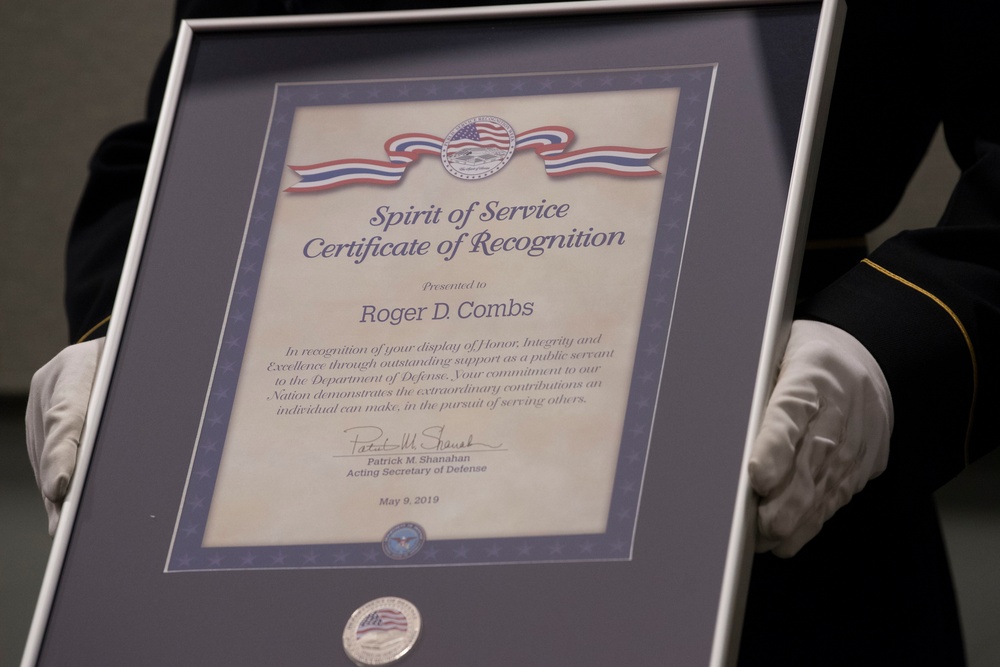 Spirit of Service
Certificate of Recognition
Presented to
Roger D. Combs
In recognition of your display of Honor, Integrity and
Excellence through outstanding support as a public servant
to the Department of Defense. Your commitment to our
Nation demonstrates the extraordinary contributions an
individual can make, in the pursuit of serving others.
Patrick M. Shanahan
Patrick M. Shanahan
Acting Secretary of Defense
May 9, 2019